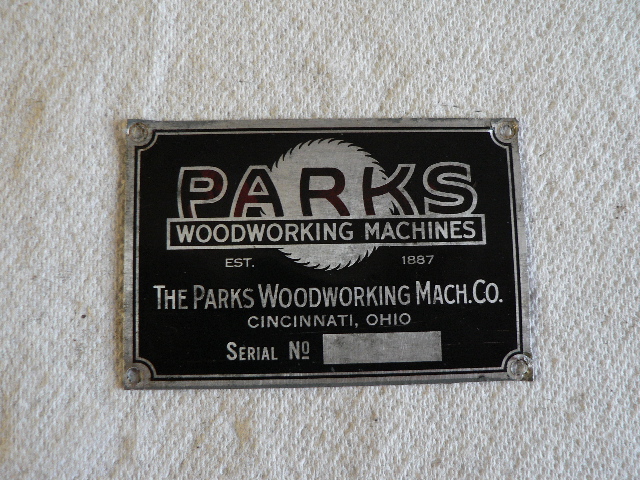 PARKS
WOODWORKING MACHINES
EST. 1887
THE PARKS WOODWORKING MACH. CO.
CINCINNATI, OHIO
SERIAL Nº